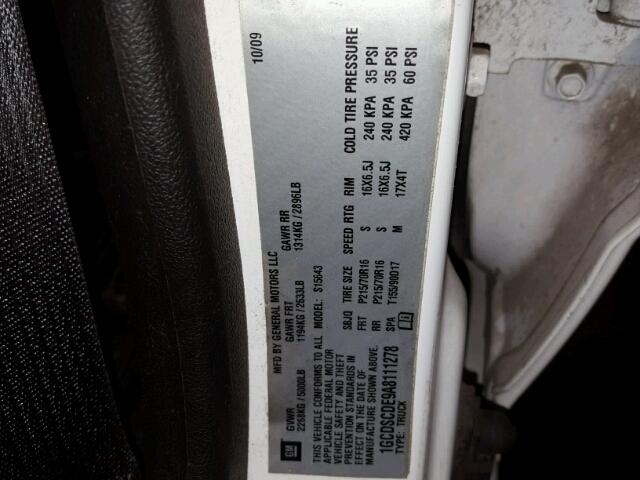 MFD BY GENERAL MOTORS LLC 10/09
GM
GVWR GAWR FRT GAWR RR
2268KG / 5000LB 1194KG / 2633LB 1314KG / 2896LB
THIS VEHICLE CONFORMS TO ALL
APPLICABLE FEDERAL MOTOR
VEHICLE SAFETY AND THEFT
PREVENTION STANDARDS IN
EFFECT ON THE DATE OF
MANUFACTURE SHOWN ABOVE.
1GCDSCDE9A8111278
TYPE: TRUCK
MODEL: S15643
SBJQ TIRE SIZE SPEED RTG RIM COLD TIRE PRESSURE
FRT P215/70R16 S 16X6.5J 240 KPA 35 PSI
RR P215/70R16 S 16X6.5J 240 KPA 35 PSI
SPA T155/90D17 M 17X4T 420 KPA 60 PSI